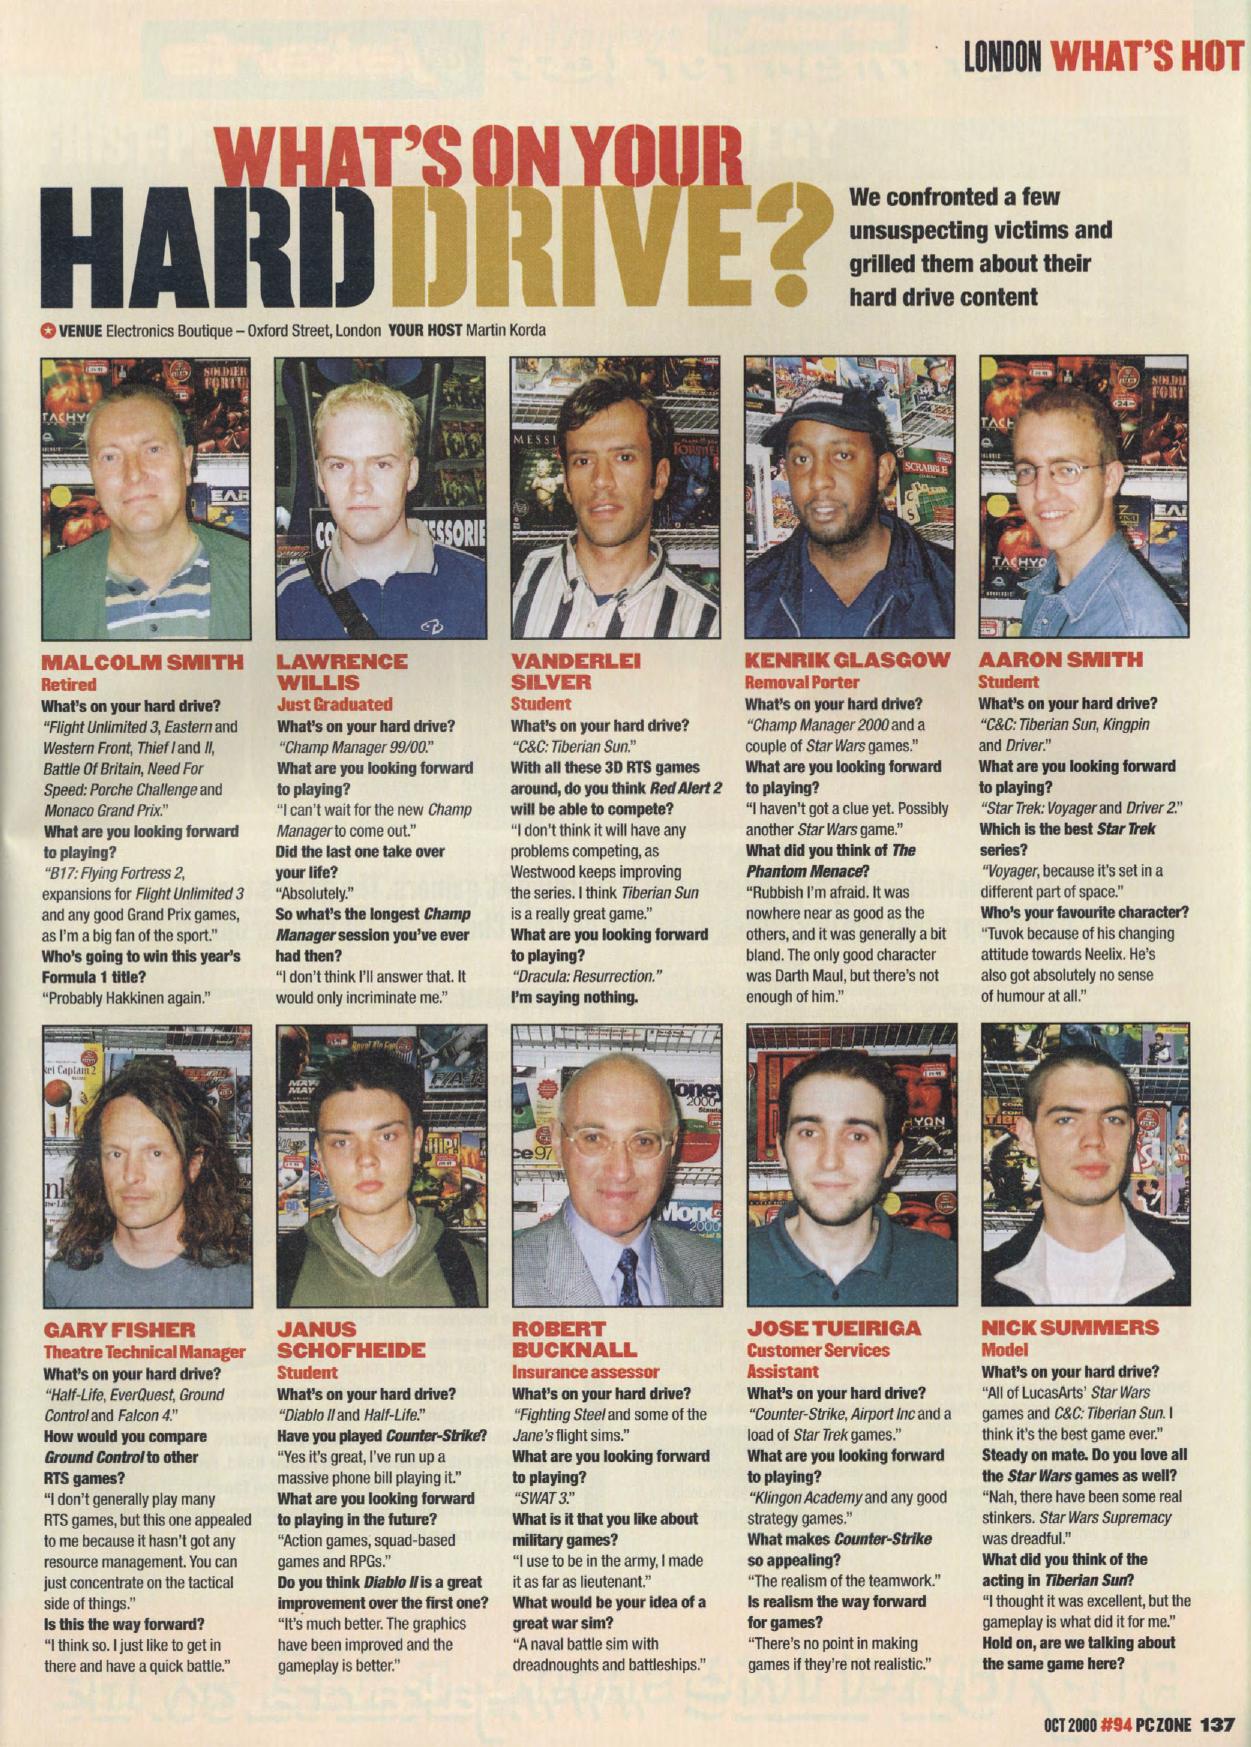 LONDON WHAT'S HOT
WHAT'S ON YOUR
HARD DRIVE?
We confronted a few
unsuspecting victims and
grilled them about their
hard drive content
VENUE Electronics Boutique – Oxford Street, London YOUR HOST Martin Korda
MALCOLM SMITH
Retired
What's on your hard drive?
"Flight Unlimited 3, Eastern and
Western Front, Thief I and II,
Battle Of Britain, Need For
Speed: Porche Challenge and
Monaco Grand Prix."
What are you looking forward
to playing?
"B17: Flying Fortress 2,
expansions for Flight Unlimited 3
and any good Grand Prix games,
as I'm a big fan of the sport."
Who's going to win this year's
Formula 1 title?
"Probably Hakkinen again."
LAWRENCE
WILLIS
Just Graduated
What's on your hard drive?
"Champ Manager 99/00."
What are you looking forward
to playing?
"I can't wait for the new Champ
Manager to come out."
Did the last one take over
your life?
"Absolutely."
So what's the longest Champ
Manager session you've ever
had then?
"I don't think I'll answer that. It
would only incriminate me."
VANDERLEI
SILVER
Student
What's on your hard drive?
"C&C: Tiberian Sun."
With all these 3D RTS games
around, do you think Red Alert 2
will be able to compete?
"I don't think it will have any
problems competing, as
Westwood keeps improving
the series. I think Tiberian Sun
is a really great game."
What are you looking forward
to playing?
"Dracula: Resurrection."
I'm saying nothing.
KENRIK GLASGOW
Removal Porter
What's on your hard drive?
"Champ Manager 2000 and a
couple of Star Wars games."
What are you looking forward
to playing?
"I haven't got a clue yet. Possibly
another Star Wars game."
What did you think of The
Phantom Menace?
"Rubbish I'm afraid. It was
nowhere near as good as the
others, and it was generally a bit
bland. The only good character
was Darth Maul, but there's not
enough of him."
AARON SMITH
Student
What's on your hard drive?
"C&C: Tiberian Sun, Kingpin
and Driver."
What are you looking forward
to playing?
"Star Trek: Voyager and Driver 2."
Which is the best Star Trek
series?
"Voyager, because it's set in a
different part of space."
Who's your favourite character?
"Tuvok because of his changing
attitude towards Neelix. He's
also got absolutely no sense
of humour at all."
GARY FISHER
Theatre Technical Manager
What's on your hard drive?
"Half-Life, EverQuest, Ground
Control and Falcon 4."
How would you compare
Ground Control to other
RTS games?
"I don't generally play many
RTS games, but this one appealed
to me because it hasn't got any
resource management. You can
just concentrate on the tactical
side of things."
Is this the way forward?
"I think so. I just like to get in
there and have a quick battle."
JANUS
SCHOFHEIDE
Student
What's on your hard drive?
"Diablo II and Half-Life."
Have you played Counter-Strike?
"Yes it's great, I've run up a
massive phone bill playing it."
What are you looking forward
to playing in the future?
"Action games, squad-based
games and RPGs."
Do you think Diablo II is a great
improvement over the first one?
"It's much better. The graphics
have been improved and the
gameplay is better."
ROBERT
BUCKNALL
Insurance assessor
What's on your hard drive?
"Fighting Steel and some of the
Jane's flight sims."
What are you looking forward
to playing?
"SWAT 3."
What is it that you like about
military games?
"I use to be in the army, I made
it as far as lieutenant."
What would be your idea of a
great war sim?
"A naval battle sim with
dreadnoughts and battleships."
JOSE TUEIRIGA
Customer Services
Assistant
What's on your hard drive?
"Counter-Strike, Airport Inc and a
load of Star Trek games."
What are you looking forward
to playing?
"Klingon Academy and any good
strategy games."
What makes Counter-Strike
so appealing?
"The realism of the teamwork."
Is realism the way forward
for games?
"There's no point in making
games if they're not realistic."
NICK SUMMERS
Model
What's on your hard drive?
"All of LucasArts' Star Wars
games and C&C: Tiberian Sun. I
think it's the best game ever."
Steady on mate. Do you love all
the Star Wars games as well?
"Nah, there have been some real
stinkers. Star Wars Supremacy
was dreadful."
What did you think of the
acting in Tiberian Sun?
"I thought it was excellent, but the
gameplay is what did it for me."
Hold on, are we talking about
the same game here?
OCT 2000 #94 PC ZONE 137